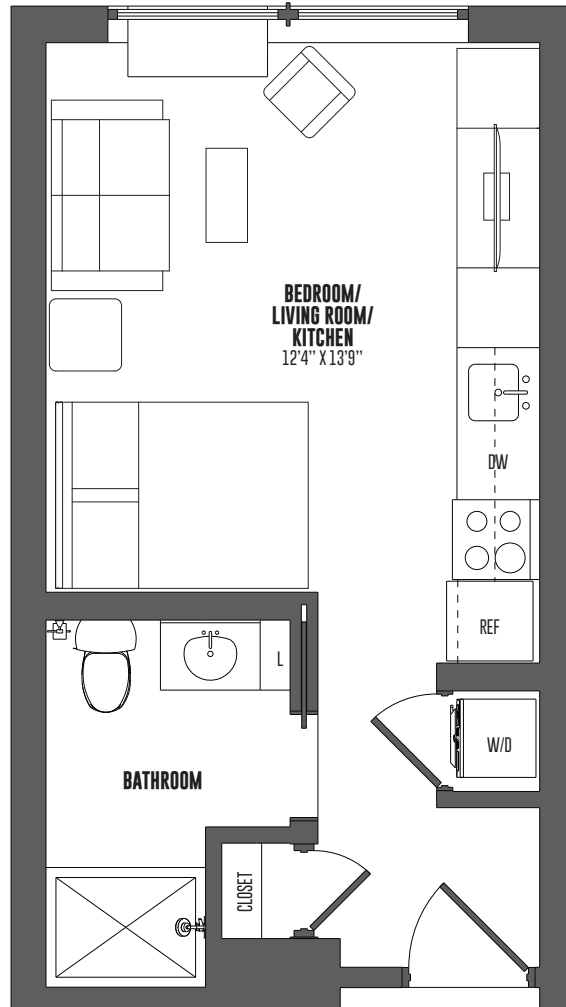 BEDROOM/
LIVING ROOM/
KITCHEN
12'4" X 13'9"
DW
REF
L
W/D
BATHROOM
CLOSET